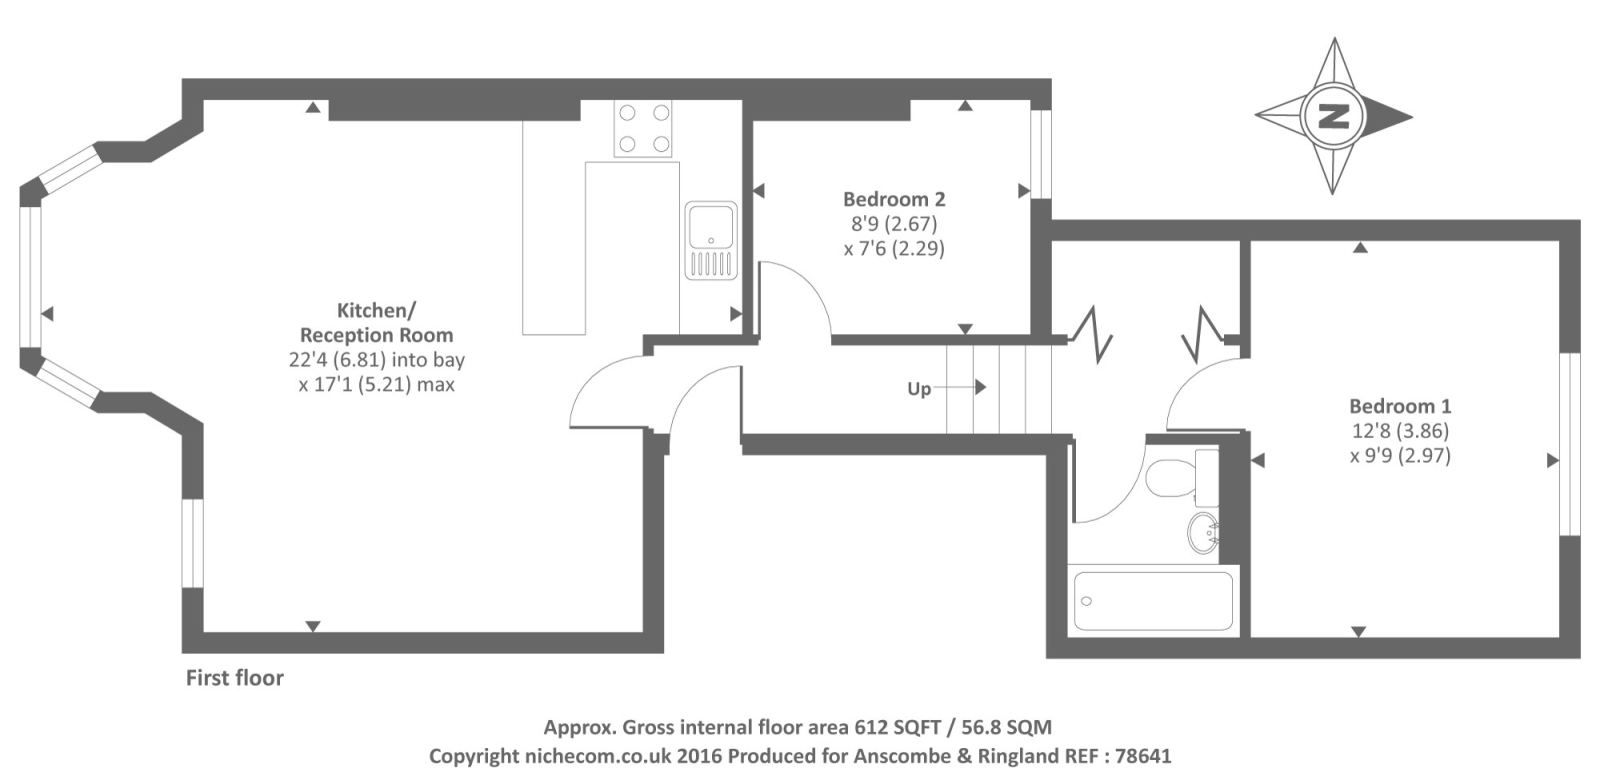 N
Bedroom 2
8'9 (2.67)
x 7'6 (2.29)
Kitchen/
Reception Room
22'4 (6.81) into bay
x 17'1 (5.21) max
Up
Bedroom 1
12'8 (3.86)
x 9'9 (2.97)
First floor
Approx. Gross internal floor area 612 SQFT / 56.8 SQM
Copyright nichecom.co.uk 2016 Produced for Anscombe & Ringland REF : 78641